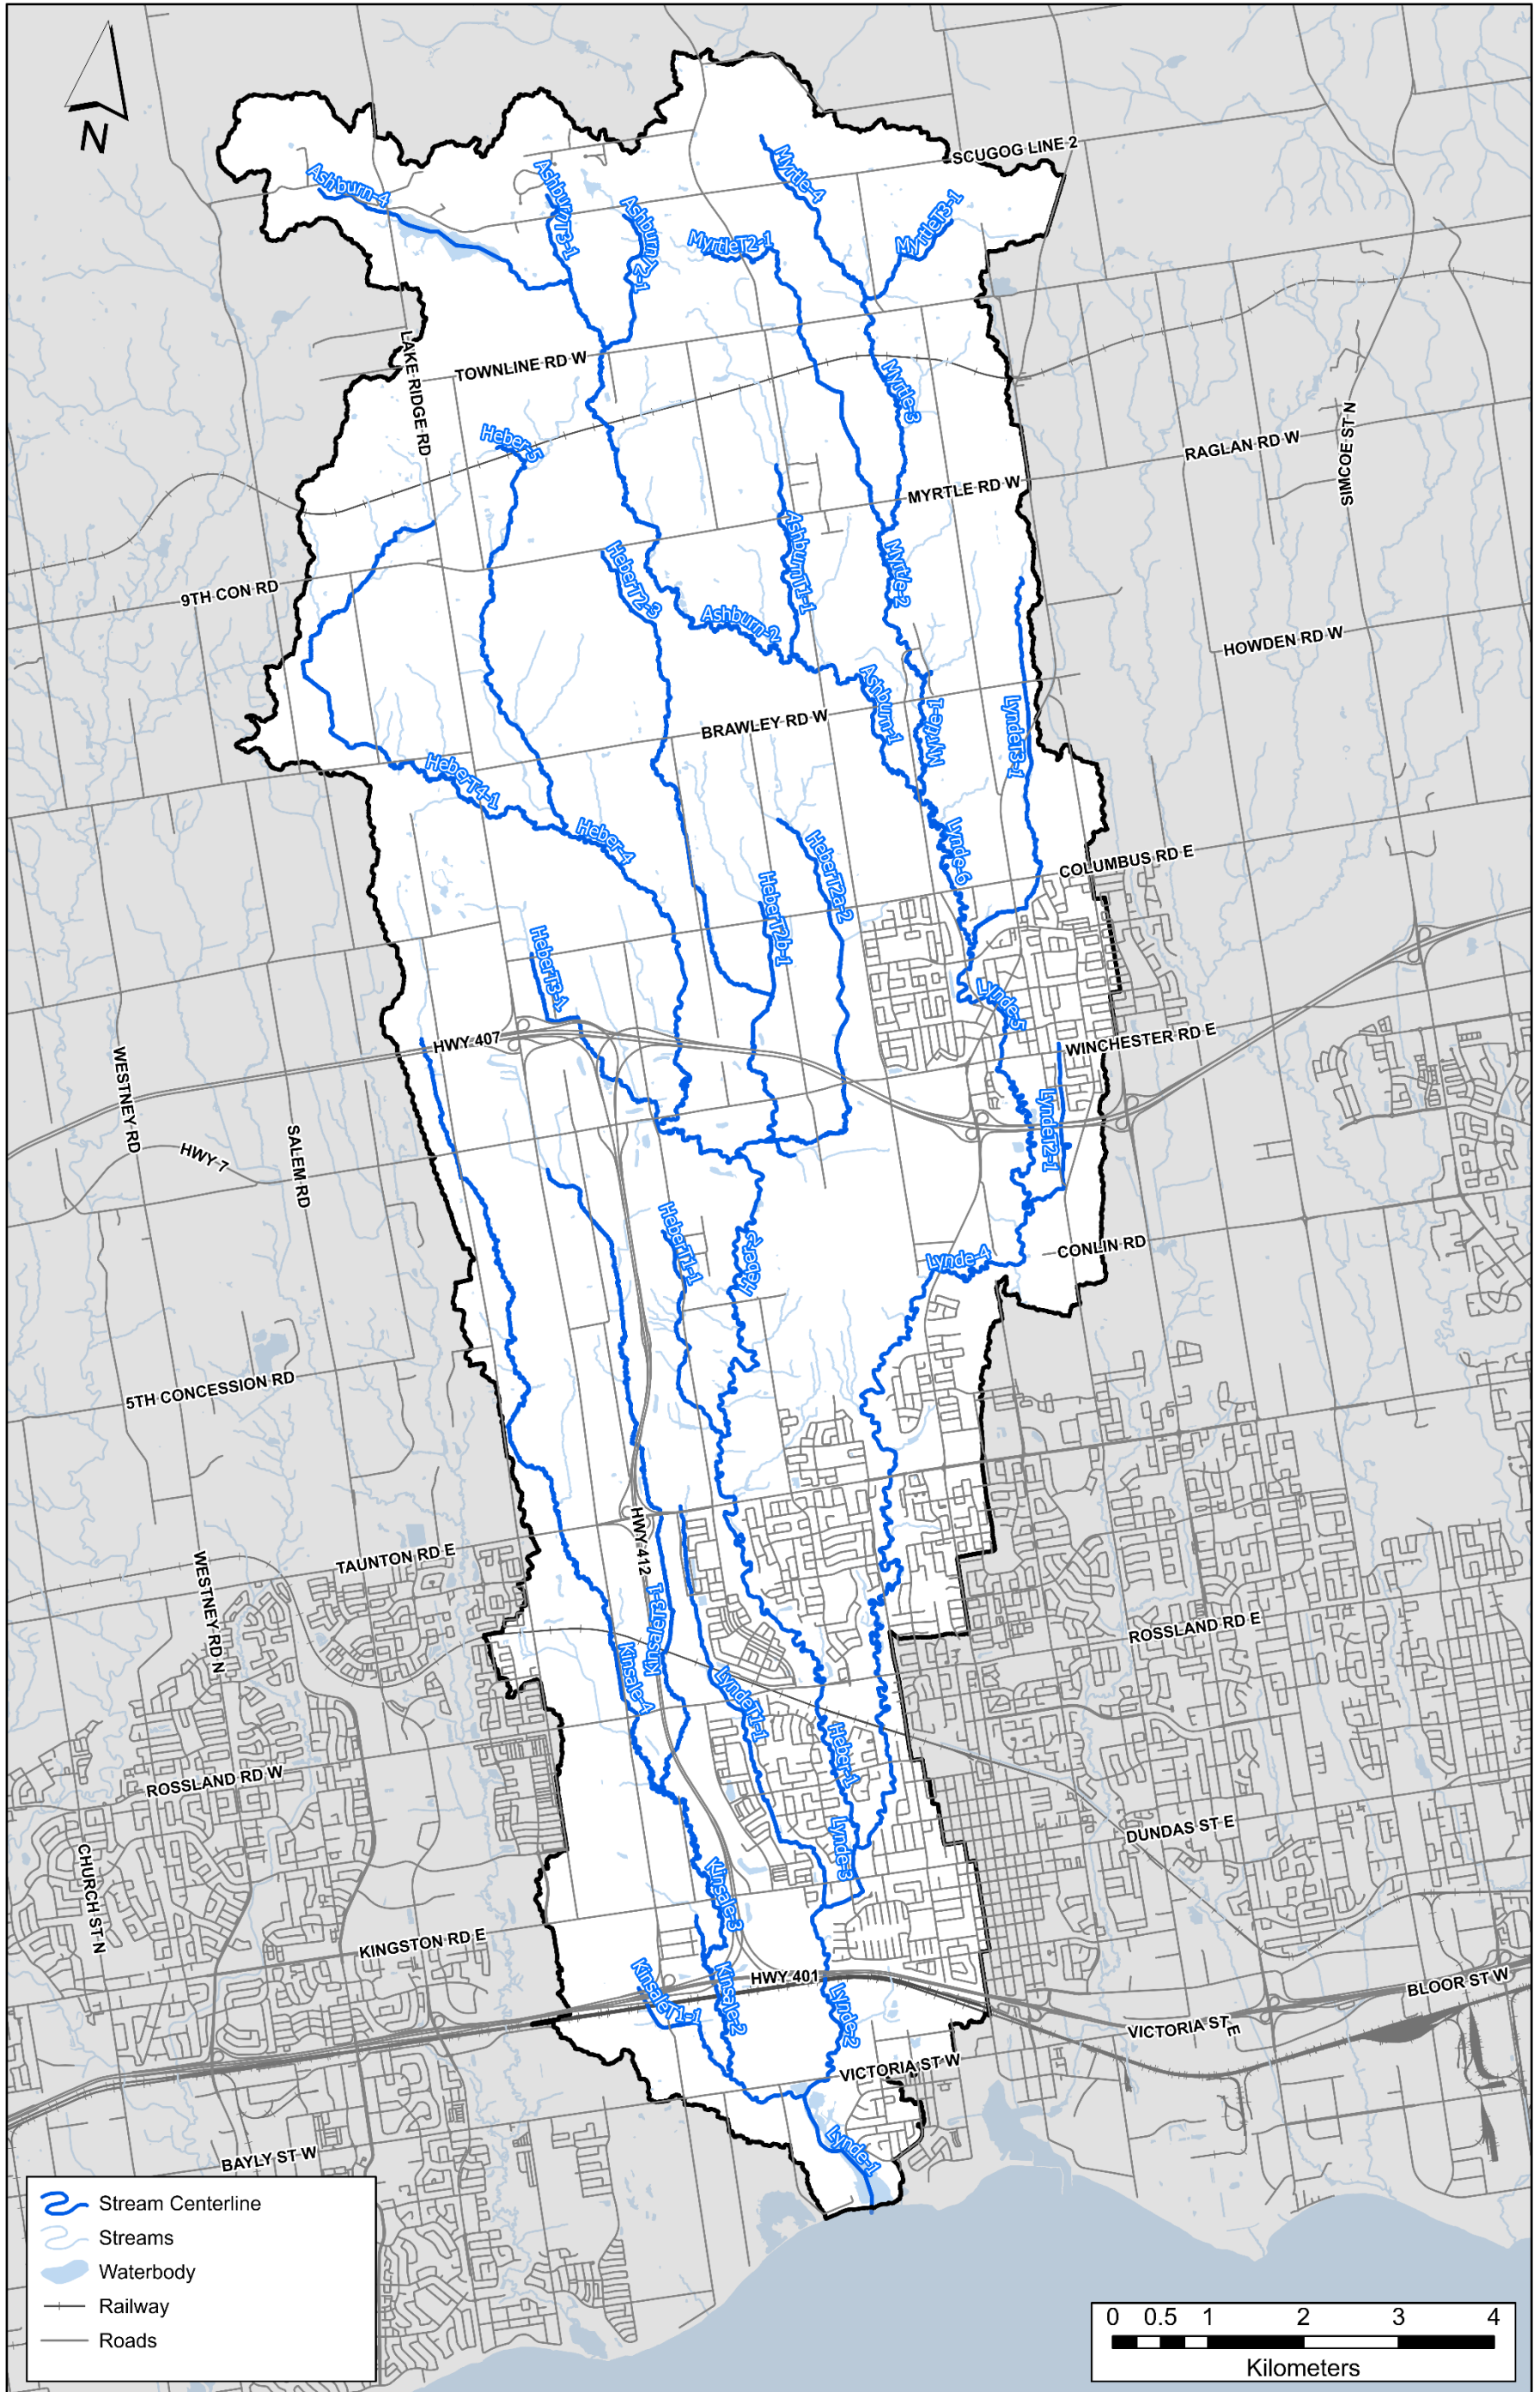 N
SCUGOG LINE 2
Myrtle-4
Ashburn-4
AshburnT3-1
AshburnT2-1
MyrtleT2-1
MyrtleT3-1
LAKE RIDGE RD
TOWNLINE RD W
Myrtle-3
Heber-5
SIMCOE ST N
RAGLAN RD W
MYRTLE RD W
AshburnT1-1
HeberT2-3
Myrtle-2
9TH CON RD
Ashburn-2
HOWDEN RD W
Ashburn-1
Myrtle-1
LyndeT3-1
BRAWLEY RD W
HeberT4-1
Heber-4
Lynde-6
HeberT2a-2
COLUMBUS RD E
HeberT2b-1
HeberT3-1
Lynde-5
HWY 407
WINCHESTER RD E
WESTNEY RD
LyndeT2-1
SALEM RD
HWY 7
HeberT1-1
Heber-2
CONLIN RD
Lynde-4
5TH CONCESSION RD
HWY 412
TAUNTON RD E
WESTNEY RD N
KinsaleT3-1
ROSSLAND RD E
Kinsale-4
LyndeT1-1
Heber-1
ROSSLAND RD W
DUNDAS ST E
Lynde-3
CHURCH ST N
Kinsale-3
KINGSTON RD E
HWY 401
KinsaleT1-1
Kinsale-2
Lynde-2
BLOOR ST W
VICTORIA ST E
VICTORIA ST W
Lynde-1
BAYLY ST W
Stream Centerline
Streams
Waterbody
Railway
Roads
0 0.5 1 2 3 4
Kilometers